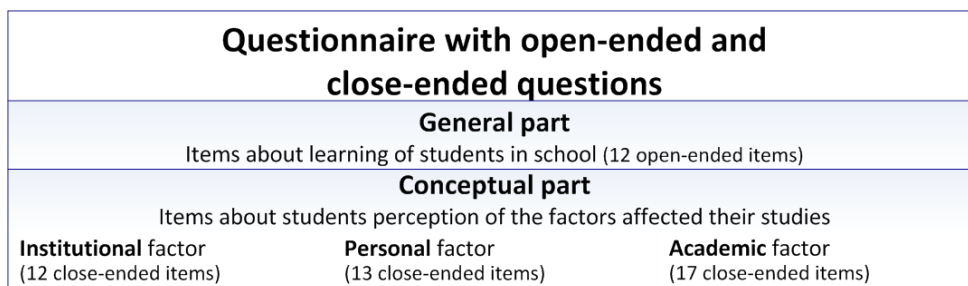 Questionnaire with open-ended and
close-ended questions
General part
Items about learning of students in school (12 open-ended items)
Conceptual part
Items about students perception of the factors affected their studies
Institutional factor
(12 close-ended items)
Personal factor
(13 close-ended items)
Academic factor
(17 close-ended items)